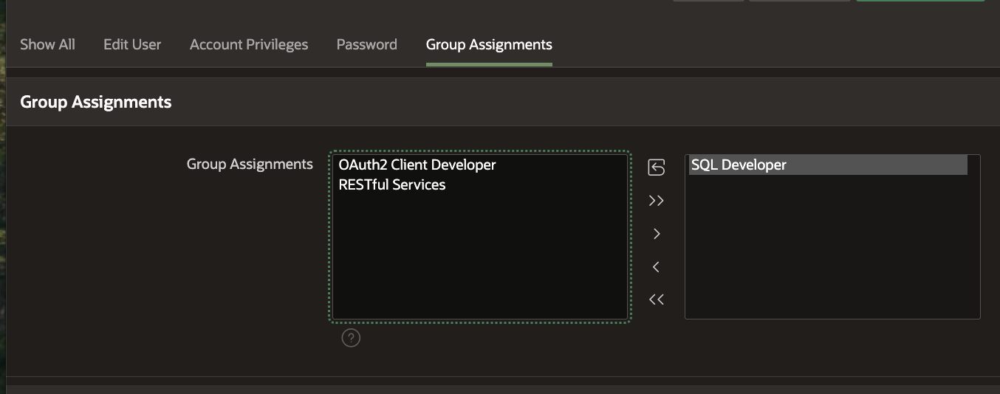 Show All Edit User Account Privileges Password Group Assignments
Group Assignments
Group Assignments
OAuth2 Client Developer
RESTful Services
SQL Developer
?